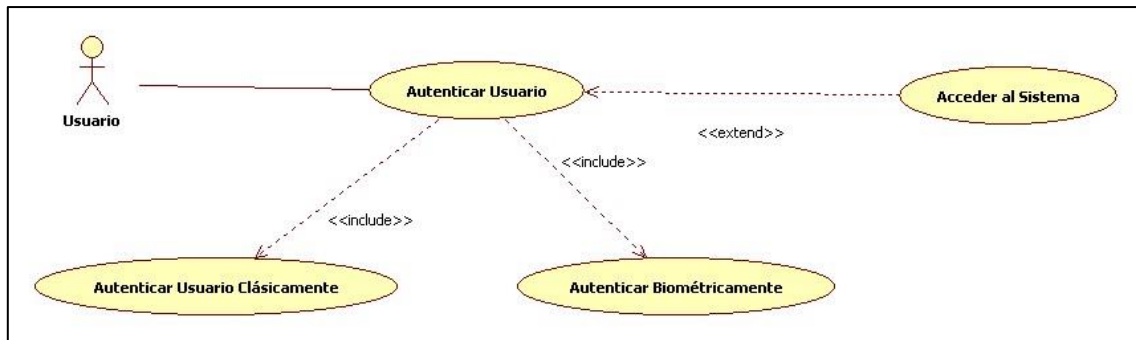 Usuario
Autenticar Usuario
Acceder al Sistema
<<extend>>
<<include>>
<<include>>
Autenticar Usuario Clásicamente
Autenticar Biométricamente